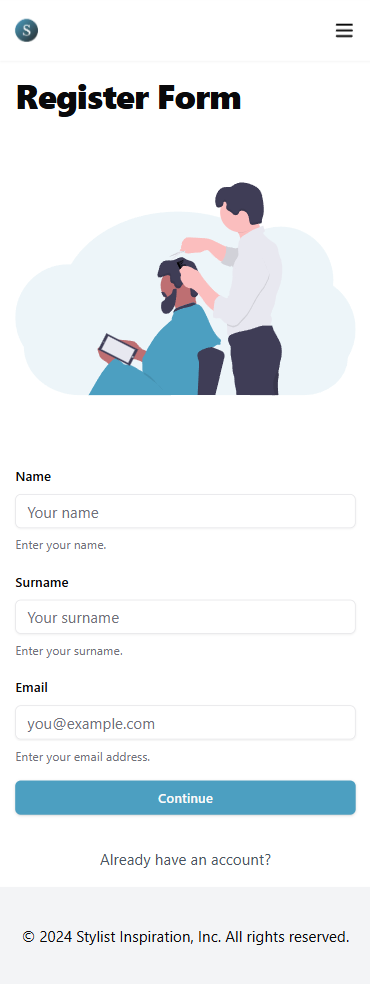 S
Register Form
Name
Your name
Enter your name.
Surname
Your surname
Enter your surname.
Email
you@example.com
Enter your email address.
Continue
Already have an account?
© 2024 Stylist Inspiration, Inc. All rights reserved.